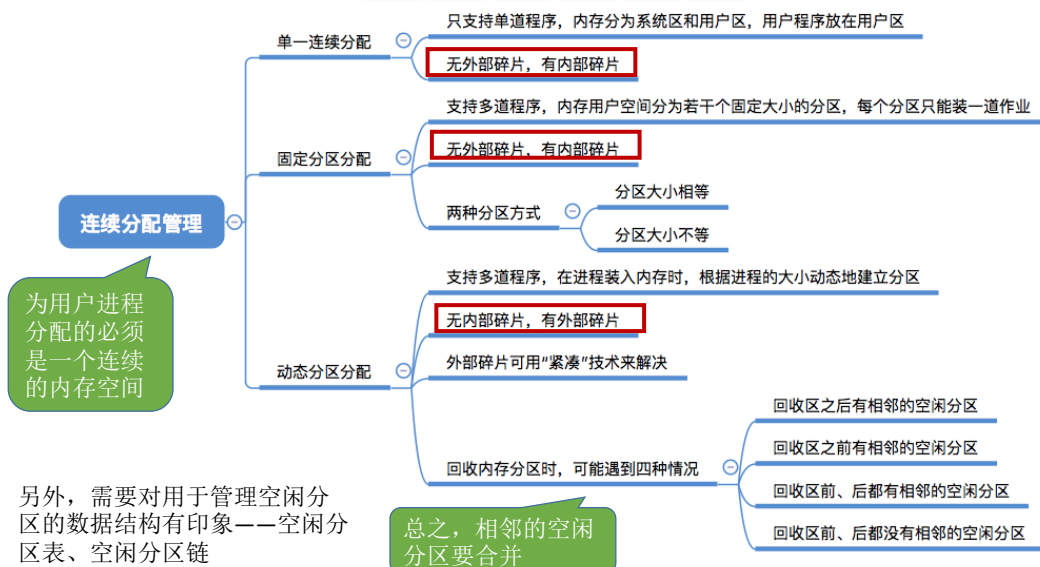 只支持单道程序，内存分为系统区和用户区，用户程序放在用户区
单一连续分配
无外部碎片，有内部碎片
支持多道程序，内存用户空间分为若干个固定大小的分区，每个分区只能装一道作业
固定分区分配
无外部碎片，有内部碎片
两种分区方式
分区大小相等
分区大小不等
连续分配管理
为用户进程
分配的必须
是一个连续
的内存空间
支持多道程序，在进程装入内存时，根据进程的大小动态地建立分区
无内部碎片，有外部碎片
动态分区分配
外部碎片可用“紧凑”技术来解决
回收内存分区时，可能遇到四种情况
回收区之后有相邻的空闲分区
回收区之前有相邻的空闲分区
回收区前、后都有相邻的空闲分区
回收区前、后都没有相邻的空闲分区
另外，需要对用于管理空闲分
区的数据结构有印象——空闲分
区表、空闲分区链
总之，相邻的空闲
分区要合并